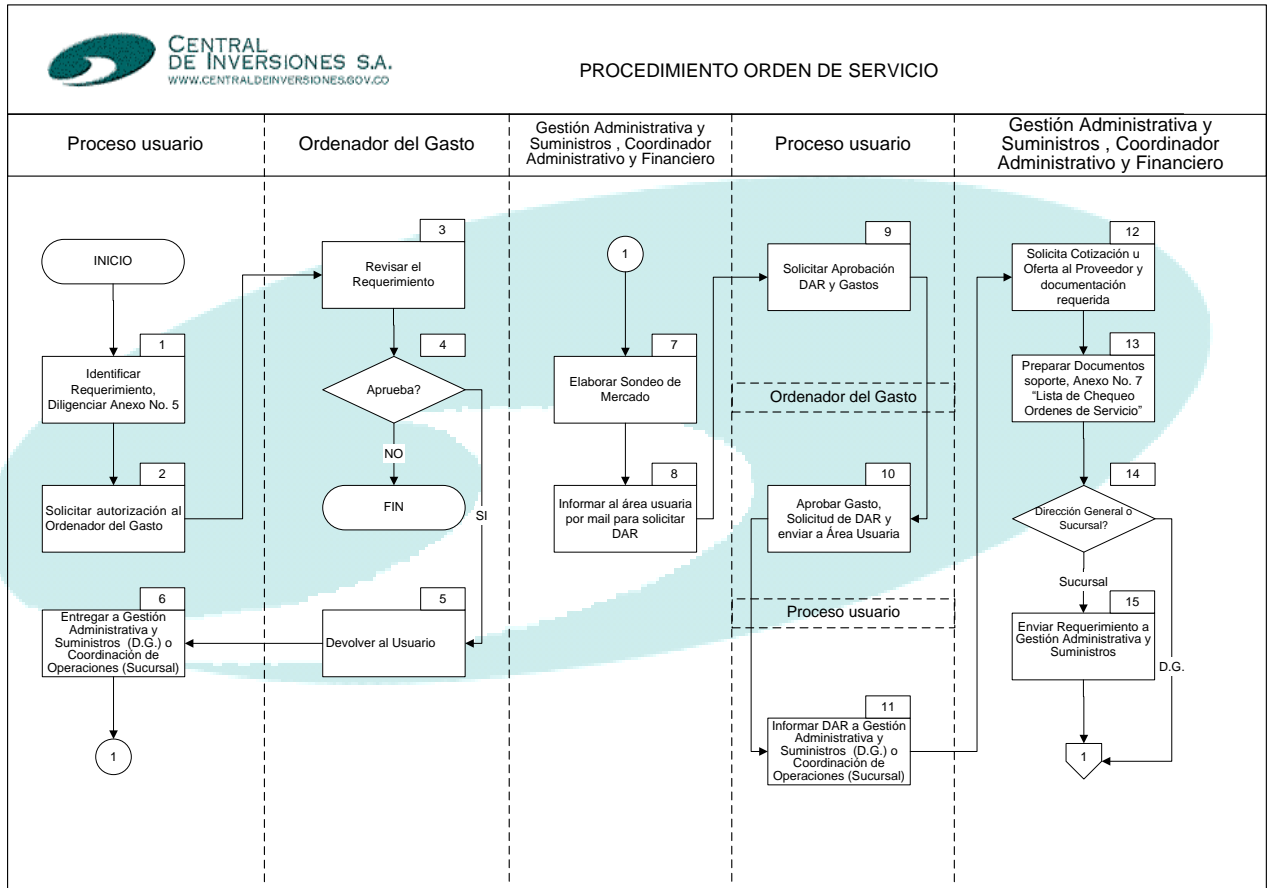 CENTRAL
DE INVERSIONES S.A.
WWW.CENTRALDEINVERSIONES.GOV.CO
PROCEDIMIENTO ORDEN DE SERVICIO
Proceso usuario
Ordenador del Gasto
Gestión Administrativa y
Suministros , Coordinador
Administrativo y Financiero
Proceso usuario
Gestión Administrativa y
Suministros , Coordinador
Administrativo y Financiero
INICIO
1
Identificar
Requerimiento,
Diligenciar Anexo No. 5
2
Solicitar autorización al
Ordenador del Gasto
6
Entregar a Gestión
Administrativa y
Suministros (D.G.) o
Coordinación de
Operaciones (Sucursal)
1
3
Revisar el
Requerimiento
4
Aprueba?
NO
FIN
SI
5
Devolver al Usuario
1
7
Elaborar Sondeo de
Mercado
8
Informar al área usuaria
por mail para solicitar
DAR
9
Solicitar Aprobación
DAR y Gastos
Ordenador del Gasto
10
Aprobar Gasto,
Solicitud de DAR y
enviar a Área Usuaria
Proceso usuario
11
Informar DAR a Gestión
Administrativa y
Suministros (D.G.) o
Coordinación de
Operaciones (Sucursal)
12
Solicita Cotización u
Oferta al Proveedor y
documentación
requerida
13
Preparar Documentos
soporte, Anexo No. 7
“Lista de Chequeo
Ordenes de Servicio”
14
Dirección General o
Sucursal?
Sucursal
15
Enviar Requerimiento a
Gestión Administrativa y
Suministros
D.G.
1